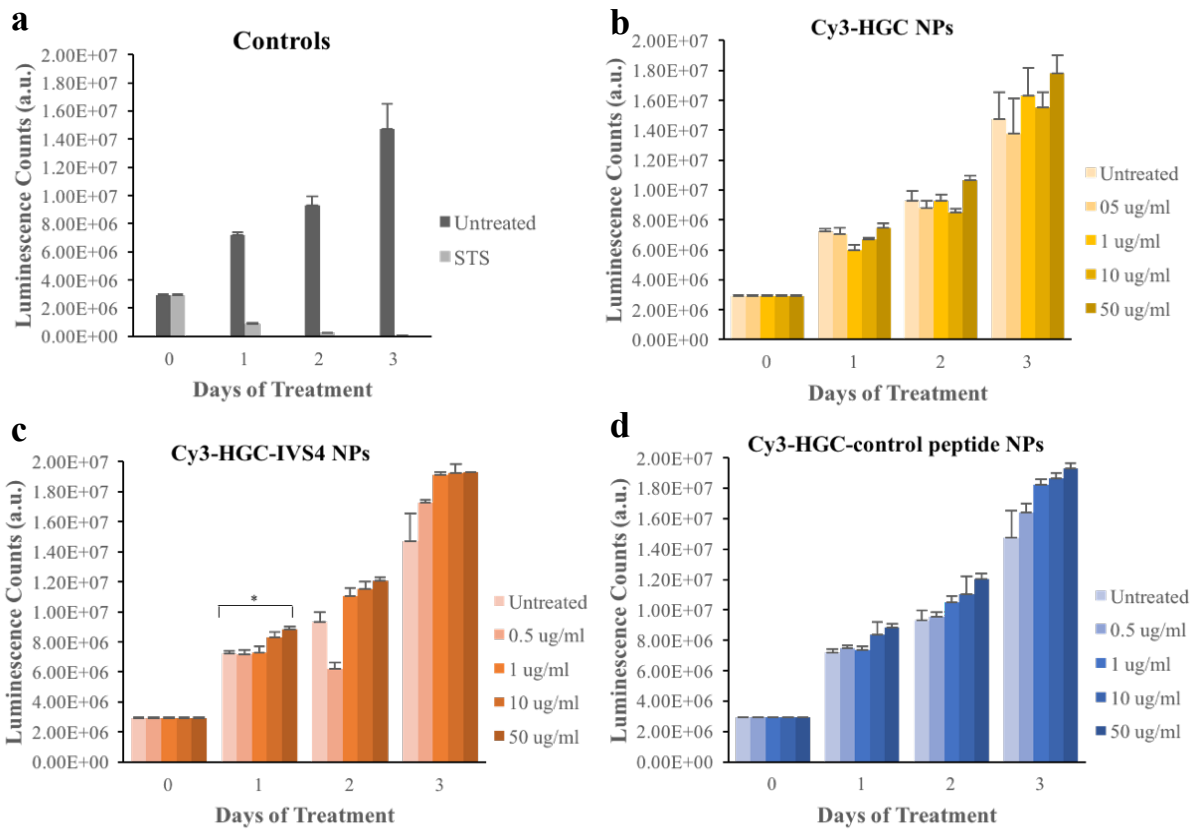 a
Controls
Luminescence Counts (a.u.)
2.00E+07
1.80E+07
1.60E+07
1.40E+07
1.20E+07
1.00E+07
8.00E+06
6.00E+06
4.00E+06
2.00E+06
0.00E+00
0 1 2 3
Days of Treatment
Untreated
STS
b
Cy3-HGC NPs
Luminescence Counts (a.u.)
2.00E+07
1.80E+07
1.60E+07
1.40E+07
1.20E+07
1.00E+07
8.00E+06
6.00E+06
4.00E+06
2.00E+06
0.00E+00
0 1 2 3
Days of Treatment
Untreated
05 ug/ml
1 ug/ml
10 ug/ml
50 ug/ml
c
Cy3-HGC-IVS4 NPs
Luminescence Counts (a.u.)
2.00E+07
1.80E+07
1.60E+07
1.40E+07
1.20E+07
1.00E+07
8.00E+06
6.00E+06
4.00E+06
2.00E+06
0.00E+00
*
0 1 2 3
Days of Treatment
Untreated
0.5 ug/ml
1 ug/ml
10 ug/ml
50 ug/ml
d
Cy3-HGC-control peptide NPs
Luminescence Counts (a.u.)
2.00E+07
1.80E+07
1.60E+07
1.40E+07
1.20E+07
1.00E+07
8.00E+06
6.00E+06
4.00E+06
2.00E+06
0.00E+00
0 1 2 3
Days of Treatment
Untreated
0.5 ug/ml
1 ug/ml
10 ug/ml
50 ug/ml